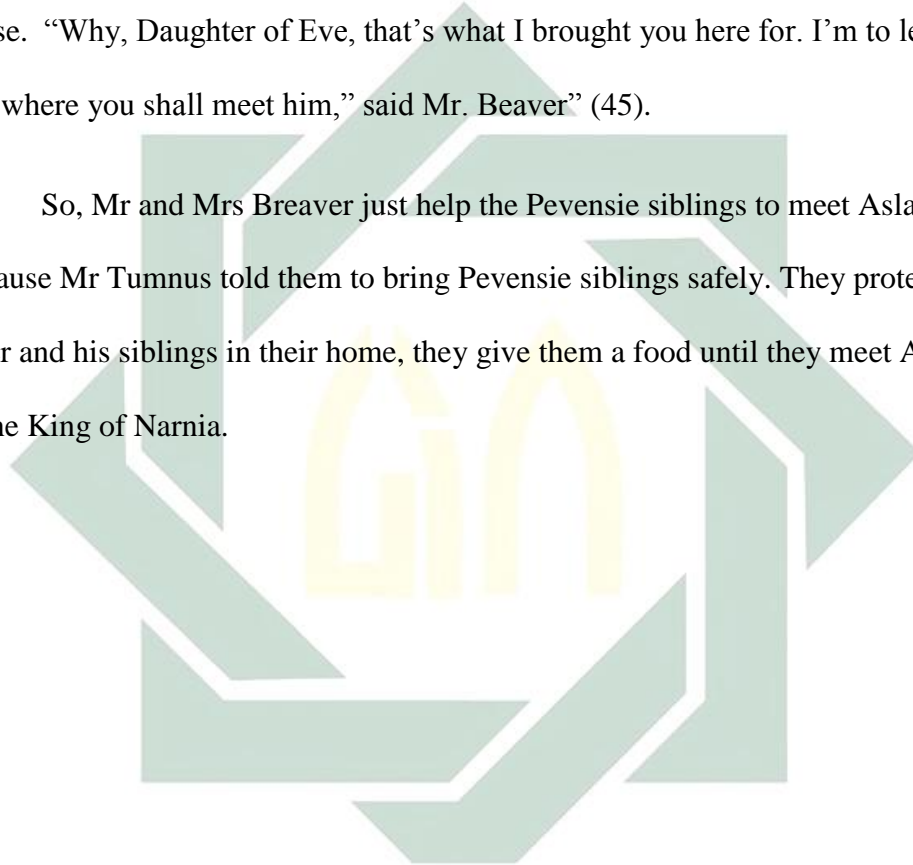 se. “Why, Daughter of Eve, that’s what I brought you here for. I’m to le
where you shall meet him,” said Mr. Beaver” (45).
So, Mr and Mrs Breaver just help the Pevensie siblings to meet Asla
ause Mr Tumnus told them to bring Pevensie siblings safely. They prote
r and his siblings in their home, they give them a food until they meet A
ne King of Narnia.